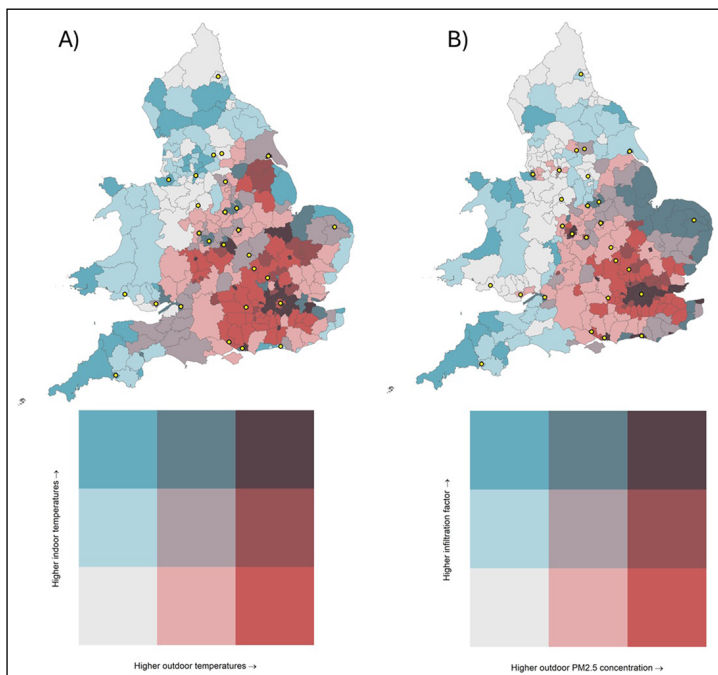 A)
B)
Higher indoor temperatures →
Higher outdoor temperatures →
Higher infiltration factor →
Higher outdoor PM2.5 concentration →